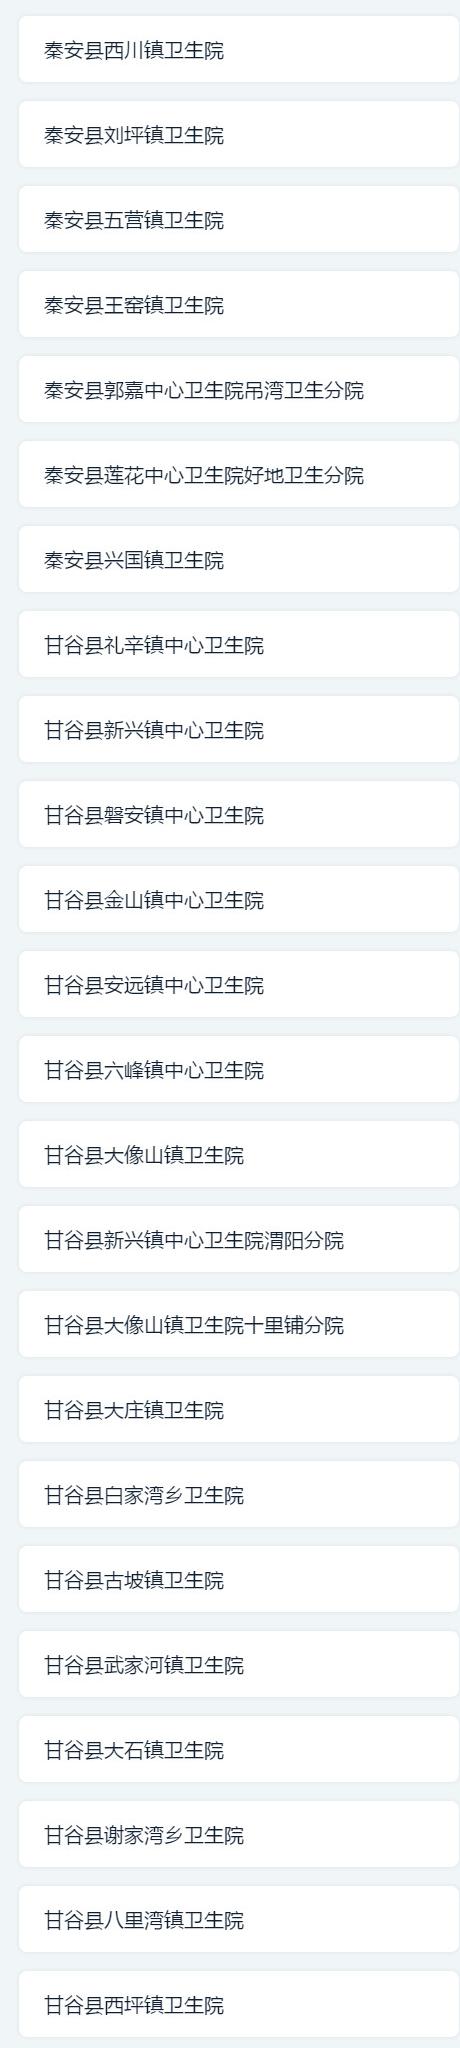 秦安县西川镇卫生院
秦安县刘坪镇卫生院
秦安县五营镇卫生院
秦安县王窑镇卫生院
秦安县郭嘉中心卫生院吊湾卫生分院
秦安县莲花中心卫生院好地卫生分院
秦安县兴国镇卫生院
甘谷县礼辛镇中心卫生院
甘谷县新兴镇中心卫生院
甘谷县磐安镇中心卫生院
甘谷县金山镇中心卫生院
甘谷县安远镇中心卫生院
甘谷县六峰镇中心卫生院
甘谷县大像山镇卫生院
甘谷县新兴镇中心卫生院渭阳分院
甘谷县大像山镇卫生院十里铺分院
甘谷县大庄镇卫生院
甘谷县白家湾乡卫生院
甘谷县古坡镇卫生院
甘谷县武家河镇卫生院
甘谷县大石镇卫生院
甘谷县谢家湾乡卫生院
甘谷县八里湾镇卫生院
甘谷县西坪镇卫生院